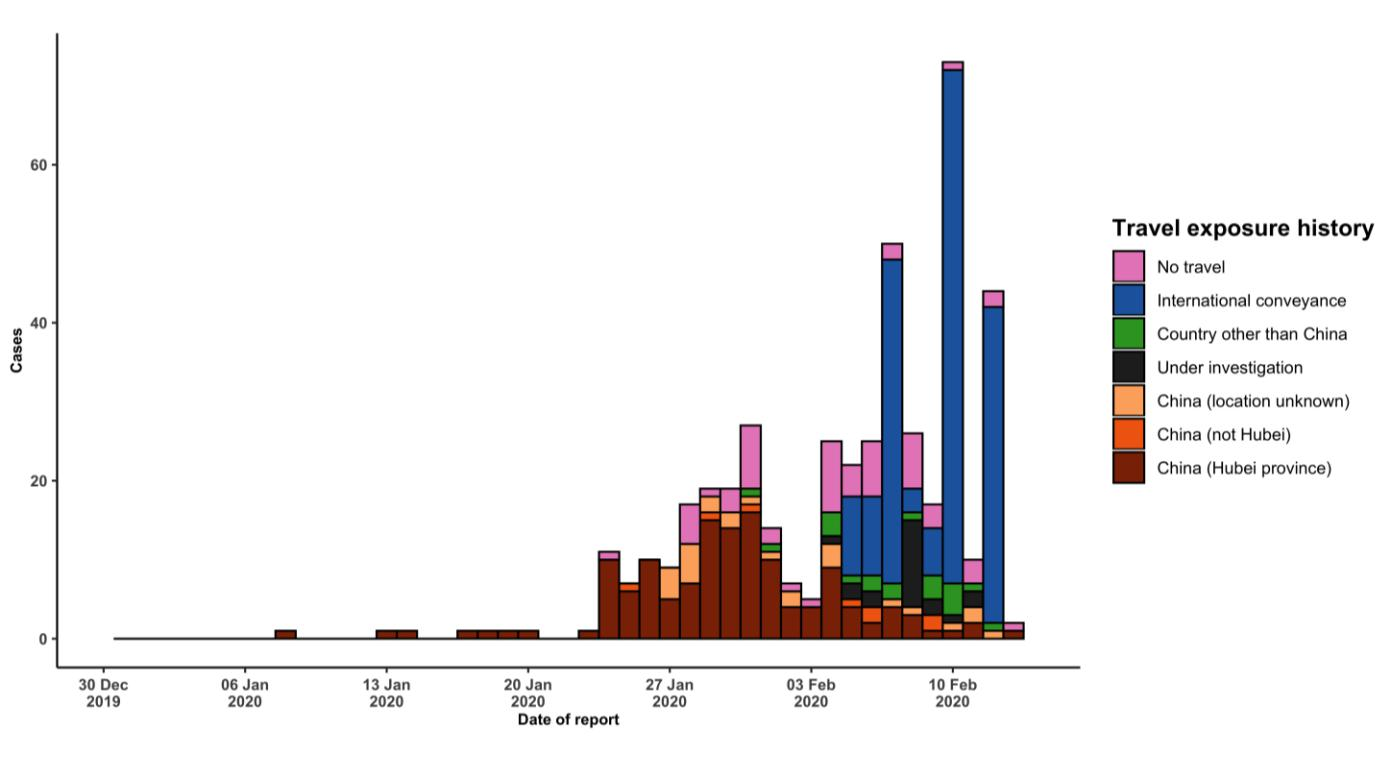 60
40
20
0
Cases
30 Dec
2019
06 Jan
2020
13 Jan
2020
20 Jan
2020
27 Jan
2020
03 Feb
2020
10 Feb
2020
Date of report
Travel exposure history
No travel
International conveyance
Country other than China
Under investigation
China (location unknown)
China (not Hubei)
China (Hubei province)